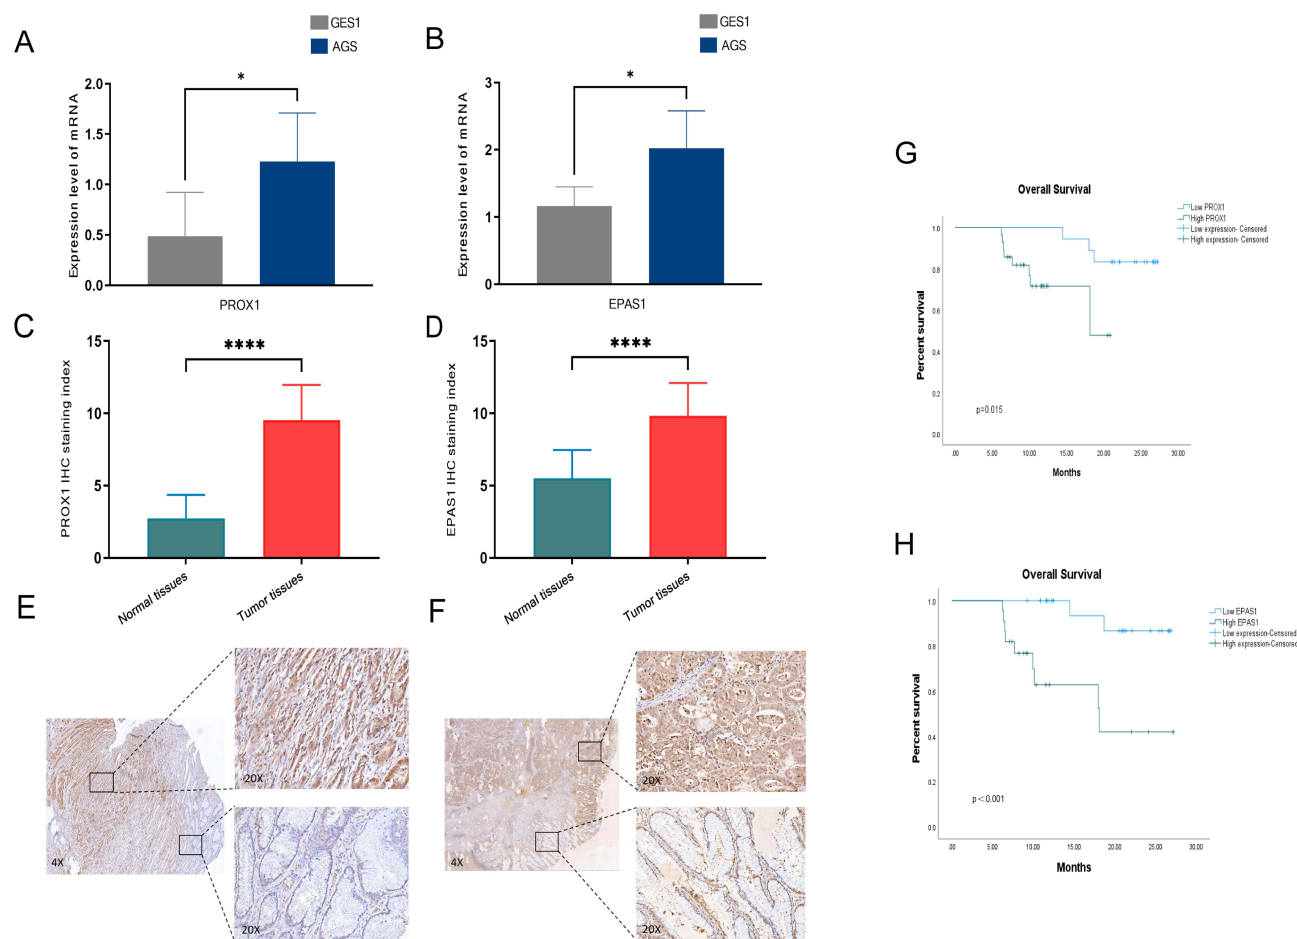 A
GES1
AGS
Expression level of mRNA
2.0
1.5
1.0
0.5
0.0
*
PROX1
B
GES1
AGS
Expression level of mRNA
3
2
1
0
*
EPAS1
C
PROX1 IHC staining index
15
10
5
0
****
Normal tissues
Tumor tissues
D
EPAS1 IHC staining index
15
10
5
0
****
Normal tissues
Tumor tissues
E
4X
20X
20X
F
4X
20X
20X
G
Overall Survival
Low PROX1
High PROX1
Low expression- Censored
High expression- Censored
Percent survival
1.0
0.8
0.6
0.4
0.2
0.0
p=0.015
.00
5.00
10.00
15.00
20.00
25.00
30.00
Months
H
Overall Survival
Low EPAS1
High EPAS1
Low expression-Censored
High expression-Censored
Percent survival
1.0
0.8
0.6
0.4
0.2
0.0
p<0.001
.00
5.00
10.00
15.00
20.00
25.00
30.00
Months